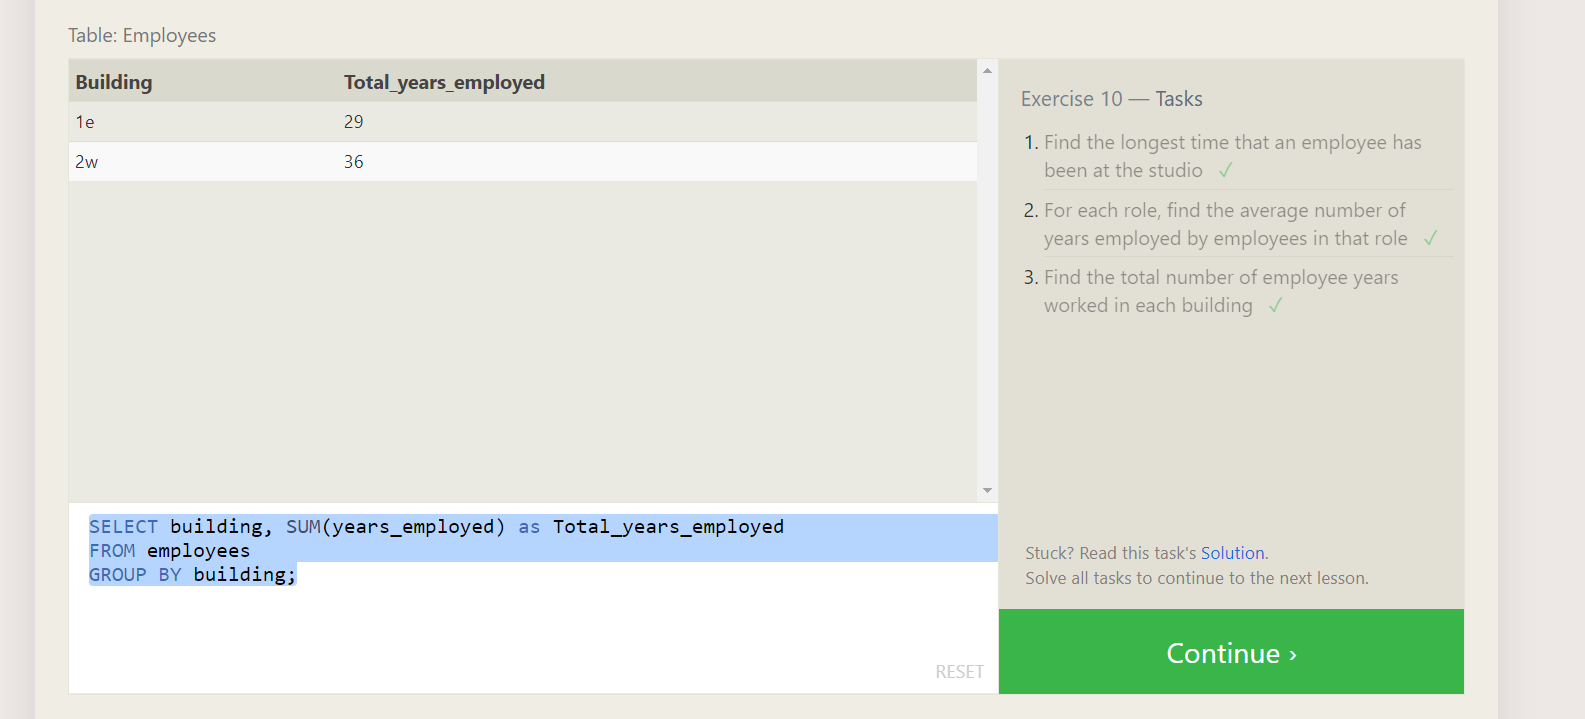 Table: Employees
Building Total_years_employed
1e 29
2w 36
SELECT building, SUM(years_employed) as Total_years_employed
FROM employees
GROUP BY building;
RESET
Exercise 10 — Tasks
1. Find the longest time that an employee has
been at the studio ✓
2. For each role, find the average number of
years employed by employees in that role ✓
3. Find the total number of employee years
worked in each building ✓
Stuck? Read this task's Solution.
Solve all tasks to continue to the next lesson.
Continue ›